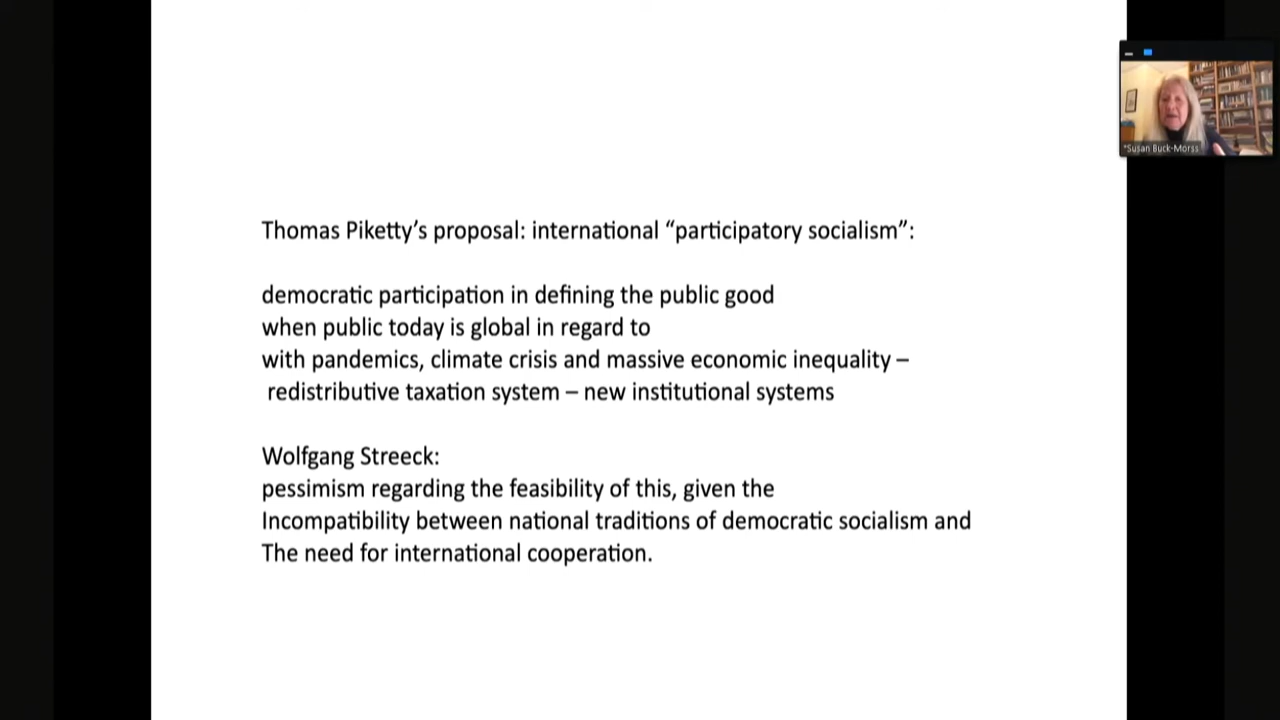 Thomas Piketty’s proposal: international “participatory socialism”:
democratic participation in defining the public good
when public today is global in regard to
with pandemics, climate crisis and massive economic inequality –
redistributive taxation system – new institutional systems
Wolfgang Streeck:
pessimism regarding the feasibility of this, given the
Incompatibility between national traditions of democratic socialism and
The need for international cooperation.
*Susan Buck-Morss